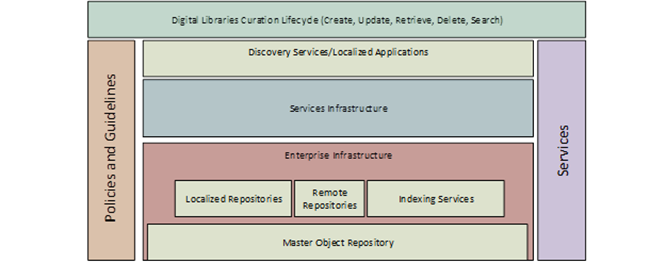 Digital Libraries Curation Lifecycle (Create, Update, Retrieve, Delete, Search)
Policies and Guidelines
Discovery Services/Localized Applications
Services Infrastructure
Enterprise Infrastructure
Localized Repositories
Remote
Repositories
Indexing Services
Master Object Repository
Services